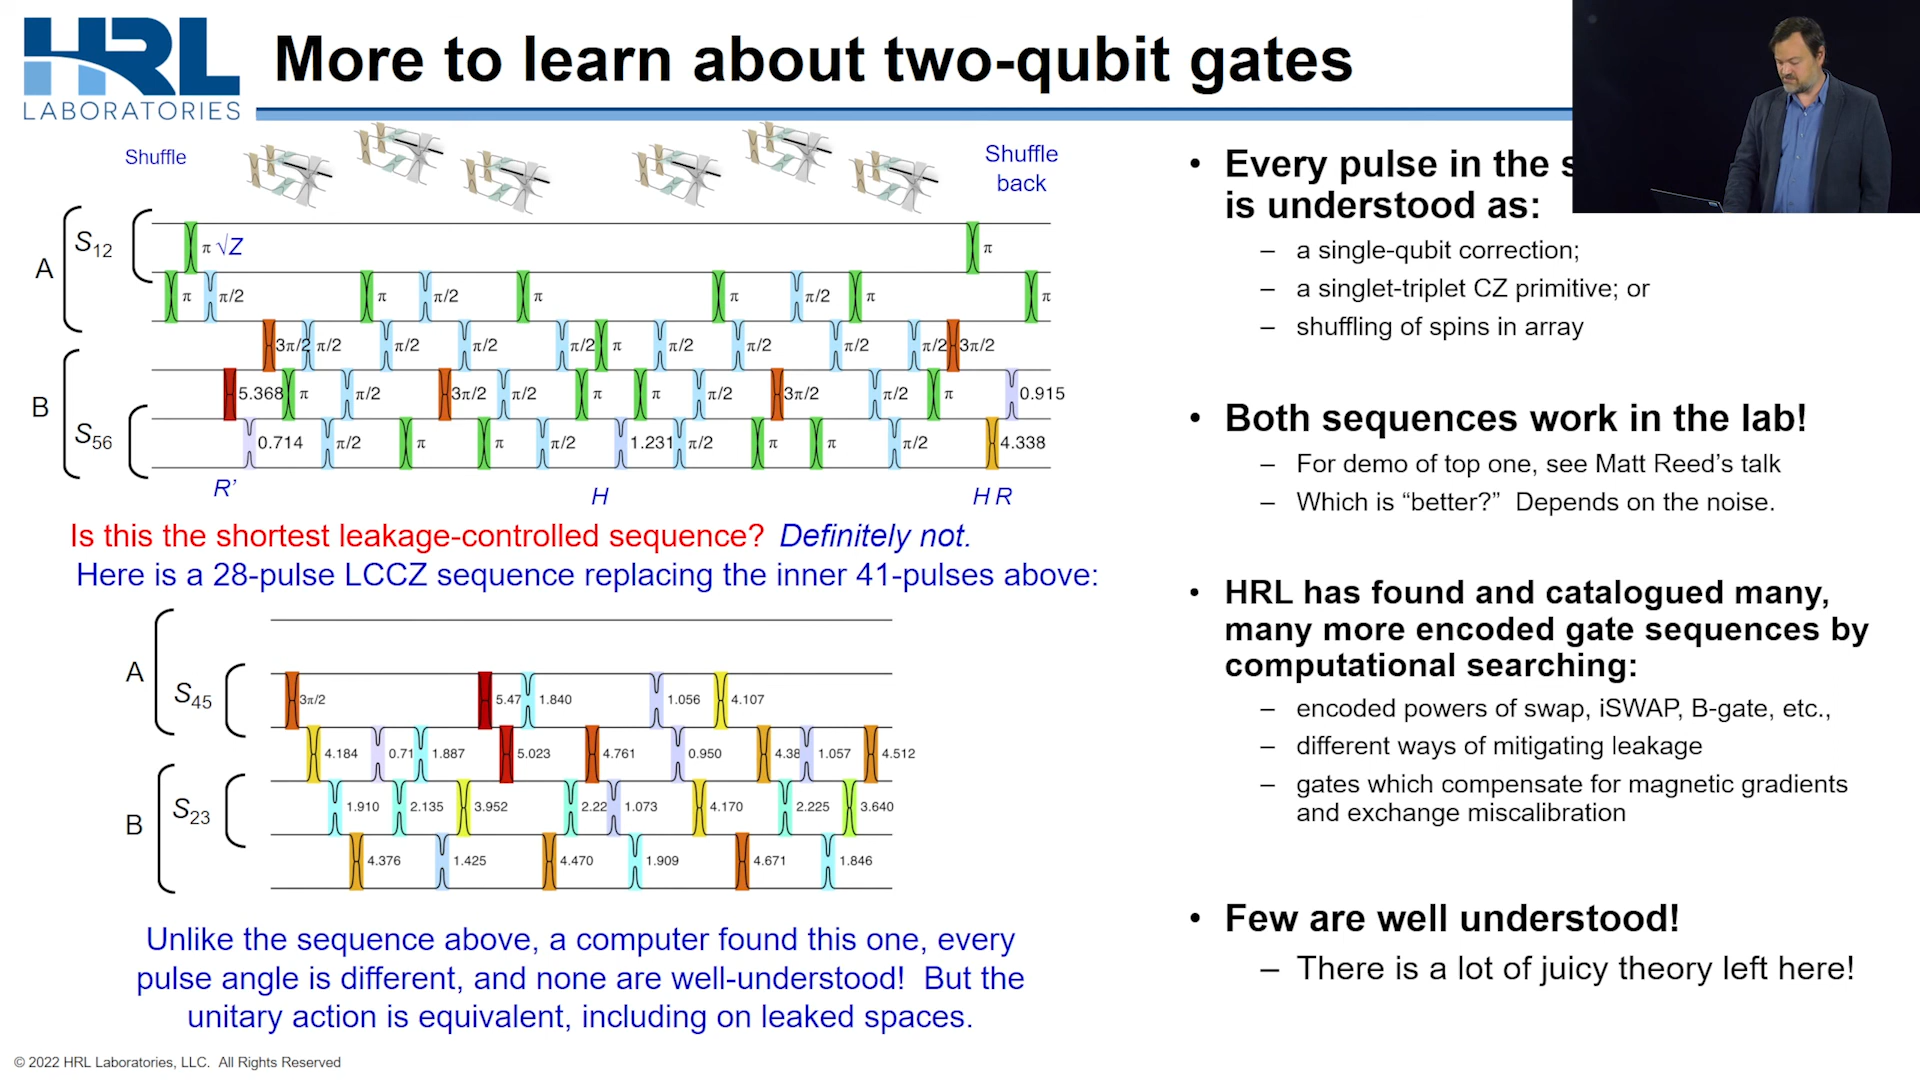 HRL
LABORATORIES
More to learn about two-qubit gates
Shuffle
Shuffle
back
A
S12
π √Z
π
π
π/2
π
π/2
π
π
π/2
π
π
3π/2
π/2
π/2
π/2
π/2
π
π/2
π/2
π/2
π/2
3π/2
B
5.368
π
π/2
3π/2
π/2
π
π
π/2
3π/2
π/2
π
0.915
S56
0.714
π/2
π
π
π/2
1.231
π/2
π
π
π/2
4.338
R’
H
H R
Is this the shortest leakage-controlled sequence? Definitely not.
Here is a 28-pulse LCCZ sequence replacing the inner 41-pulses above:
A
S45
3π/2
5.47
1.840
1.056
4.107
4.184
0.71
1.887
5.023
4.761
0.950
4.38
1.057
4.512
B
S23
1.910
2.135
3.952
2.22
1.073
4.170
2.225
3.640
4.376
1.425
4.470
1.909
4.671
1.846
Unlike the sequence above, a computer found this one, every
pulse angle is different, and none are well-understood! But the
unitary action is equivalent, including on leaked spaces.
• Every pulse in the
is understood as:
– a single-qubit correction;
– a singlet-triplet CZ primitive; or
– shuffling of spins in array
• Both sequences work in the lab!
– For demo of top one, see Matt Reed’s talk
– Which is “better?” Depends on the noise.
• HRL has found and catalogued many,
many more encoded gate sequences by
computational searching:
– encoded powers of swap, iSWAP, B-gate, etc.,
– different ways of mitigating leakage
– gates which compensate for magnetic gradients
and exchange miscalibration
• Few are well understood!
– There is a lot of juicy theory left here!
© 2022 HRL Laboratories, LLC. All Rights Reserved